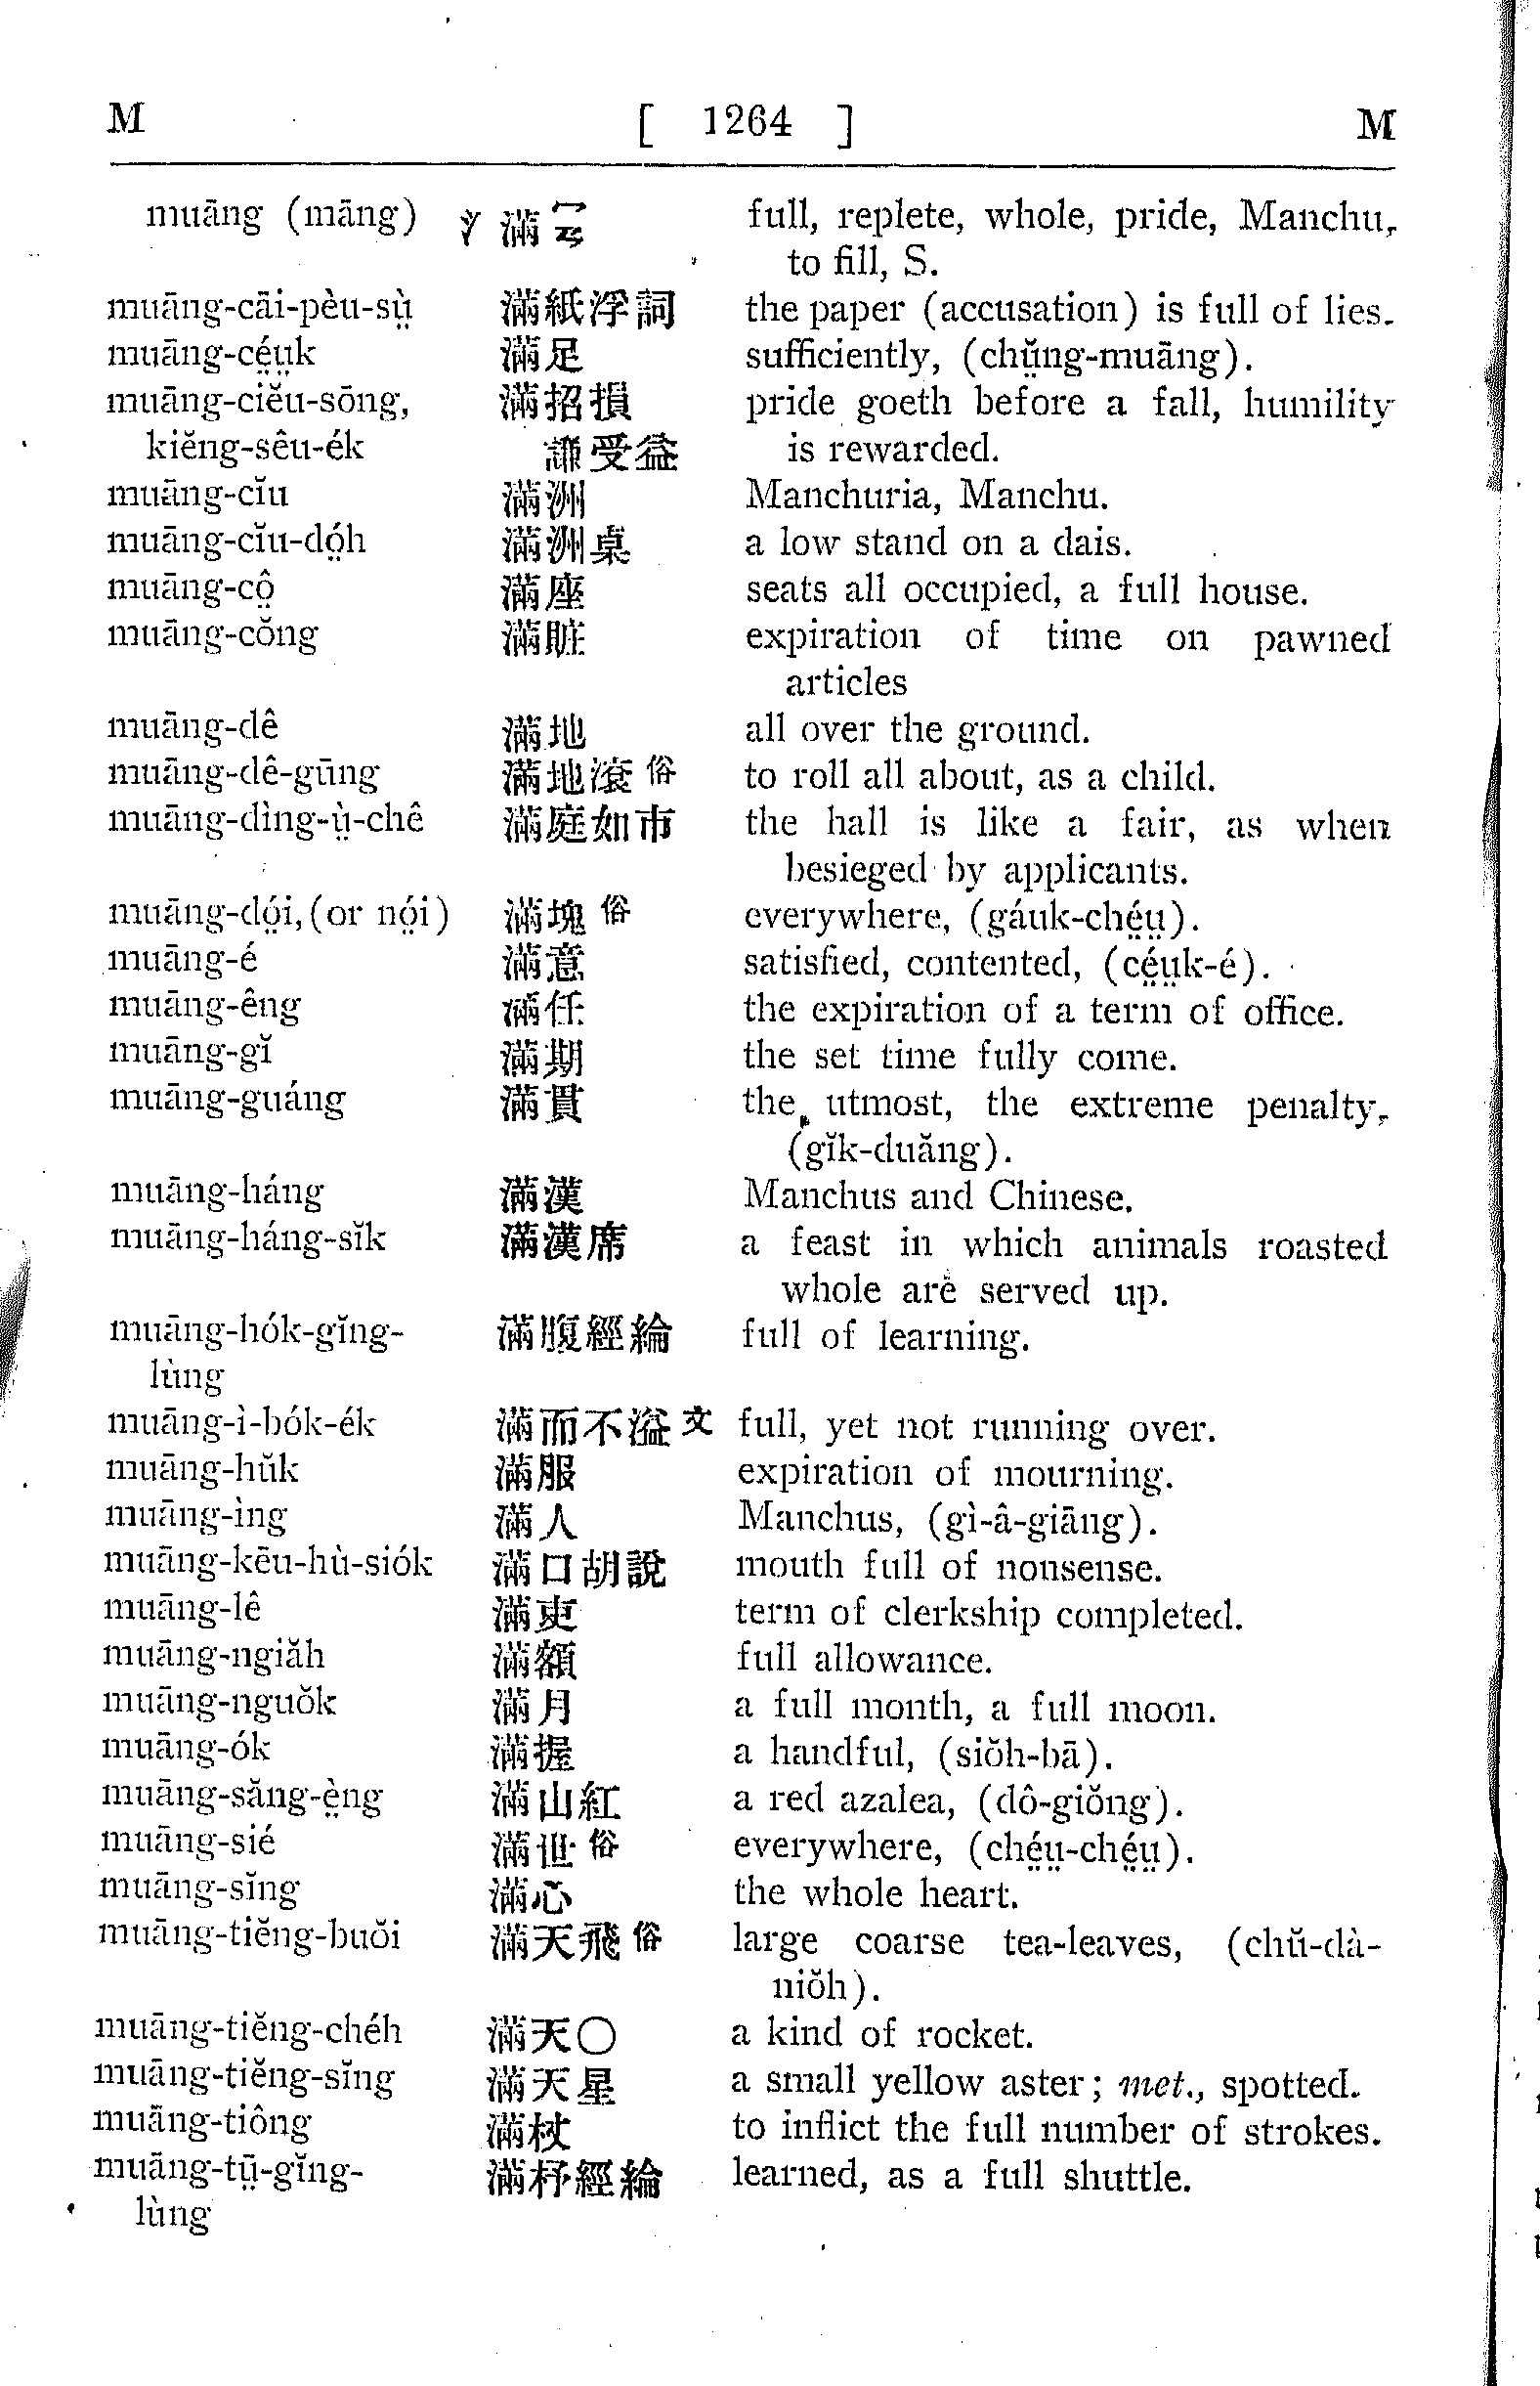 M [ 1264 ] M
muāng (māng) 滿 full, replete, whole, pride, Manchu,
to fill, S.
muāng-cāi-pèu-sṳ̀ 滿紙浮詞 the paper (accusation) is full of lies.
muāng-cé̤ṳk 滿足 sufficiently, (chṳ̆ng-muāng).
muāng-ciĕu-sōng, 滿招損 pride goeth before a fall, humility
kiĕng-sêu-ék 謙受益 is rewarded.
muāng-cĭu 滿洲 Manchuria, Manchu.
muāng-cĭu-dó̤h 滿洲桌 a low stand on a dais.
muāng-cô̤ 滿座 seats all occupied, a full house.
muāng-cŏng 滿賍 expiration of time on pawned
articles
muāng-dê 滿地 all over the ground.
muāng-dê-gūng 滿地滾俗 to roll all about, as a child.
muāng-dìng-ṳ̀-chê 滿庭如市 the hall is like a fair, as when
besieged by applicants.
muāng-dó̤i, (or nó̤i) 滿塊俗 everywhere, (gáuk-ché̤ṳ).
muāng-é 滿意 satisfied, contented, (cé̤ṳk-é).
muāng-êng 滿任 the expiration of a term of office.
muāng-gĭ 滿期 the set time fully come.
muāng-guáng 滿貫 the utmost, the extreme penalty,
(gĭk-duăng).
muāng-háng 滿漢 Manchus and Chinese.
muāng-háng-sĭk 滿漢席 a feast in which animals roasted
whole are served up.
muāng-hók-gĭng- 滿腹經綸 full of learning.
lùng
muāng-ì-bók-ék 滿而不溢文 full, yet not running over.
muāng-hŭk 滿服 expiration of mourning.
muāng-ìng 滿人 Manchus, (gì-â-giāng).
muāng-kēu-hù-siók 滿口胡說 mouth full of nonsense.
muāng-lê 滿吏 term of clerkship completed.
muāng-ngiăh 滿額 full allowance.
muāng-nguŏk 滿月 a full month, a full moon.
muāng-ók 滿握 a handful, (siŏh-bā).
muāng-săng-è̤ng 滿山紅 a red azalea, (dô-giŏng).
muāng-sié 滿世俗 everywhere, (ché̤ṳ-ché̤ṳ).
muāng-sĭng 滿心 the whole heart.
muāng-tiĕng-buŏi 滿天飛俗 large coarse tea-leaves, (chŭ-dà-
niŏh).
muāng-tiĕng-chéh 滿天〇 a kind of rocket.
muāng-tiĕng-sĭng 滿天星 a small yellow aster; met., spotted.
muāng-tiông 滿杖 to inflict the full number of strokes.
muāng-tṳ̄-gĭng- 滿杼經綸 learned, as a full shuttle.
lùng